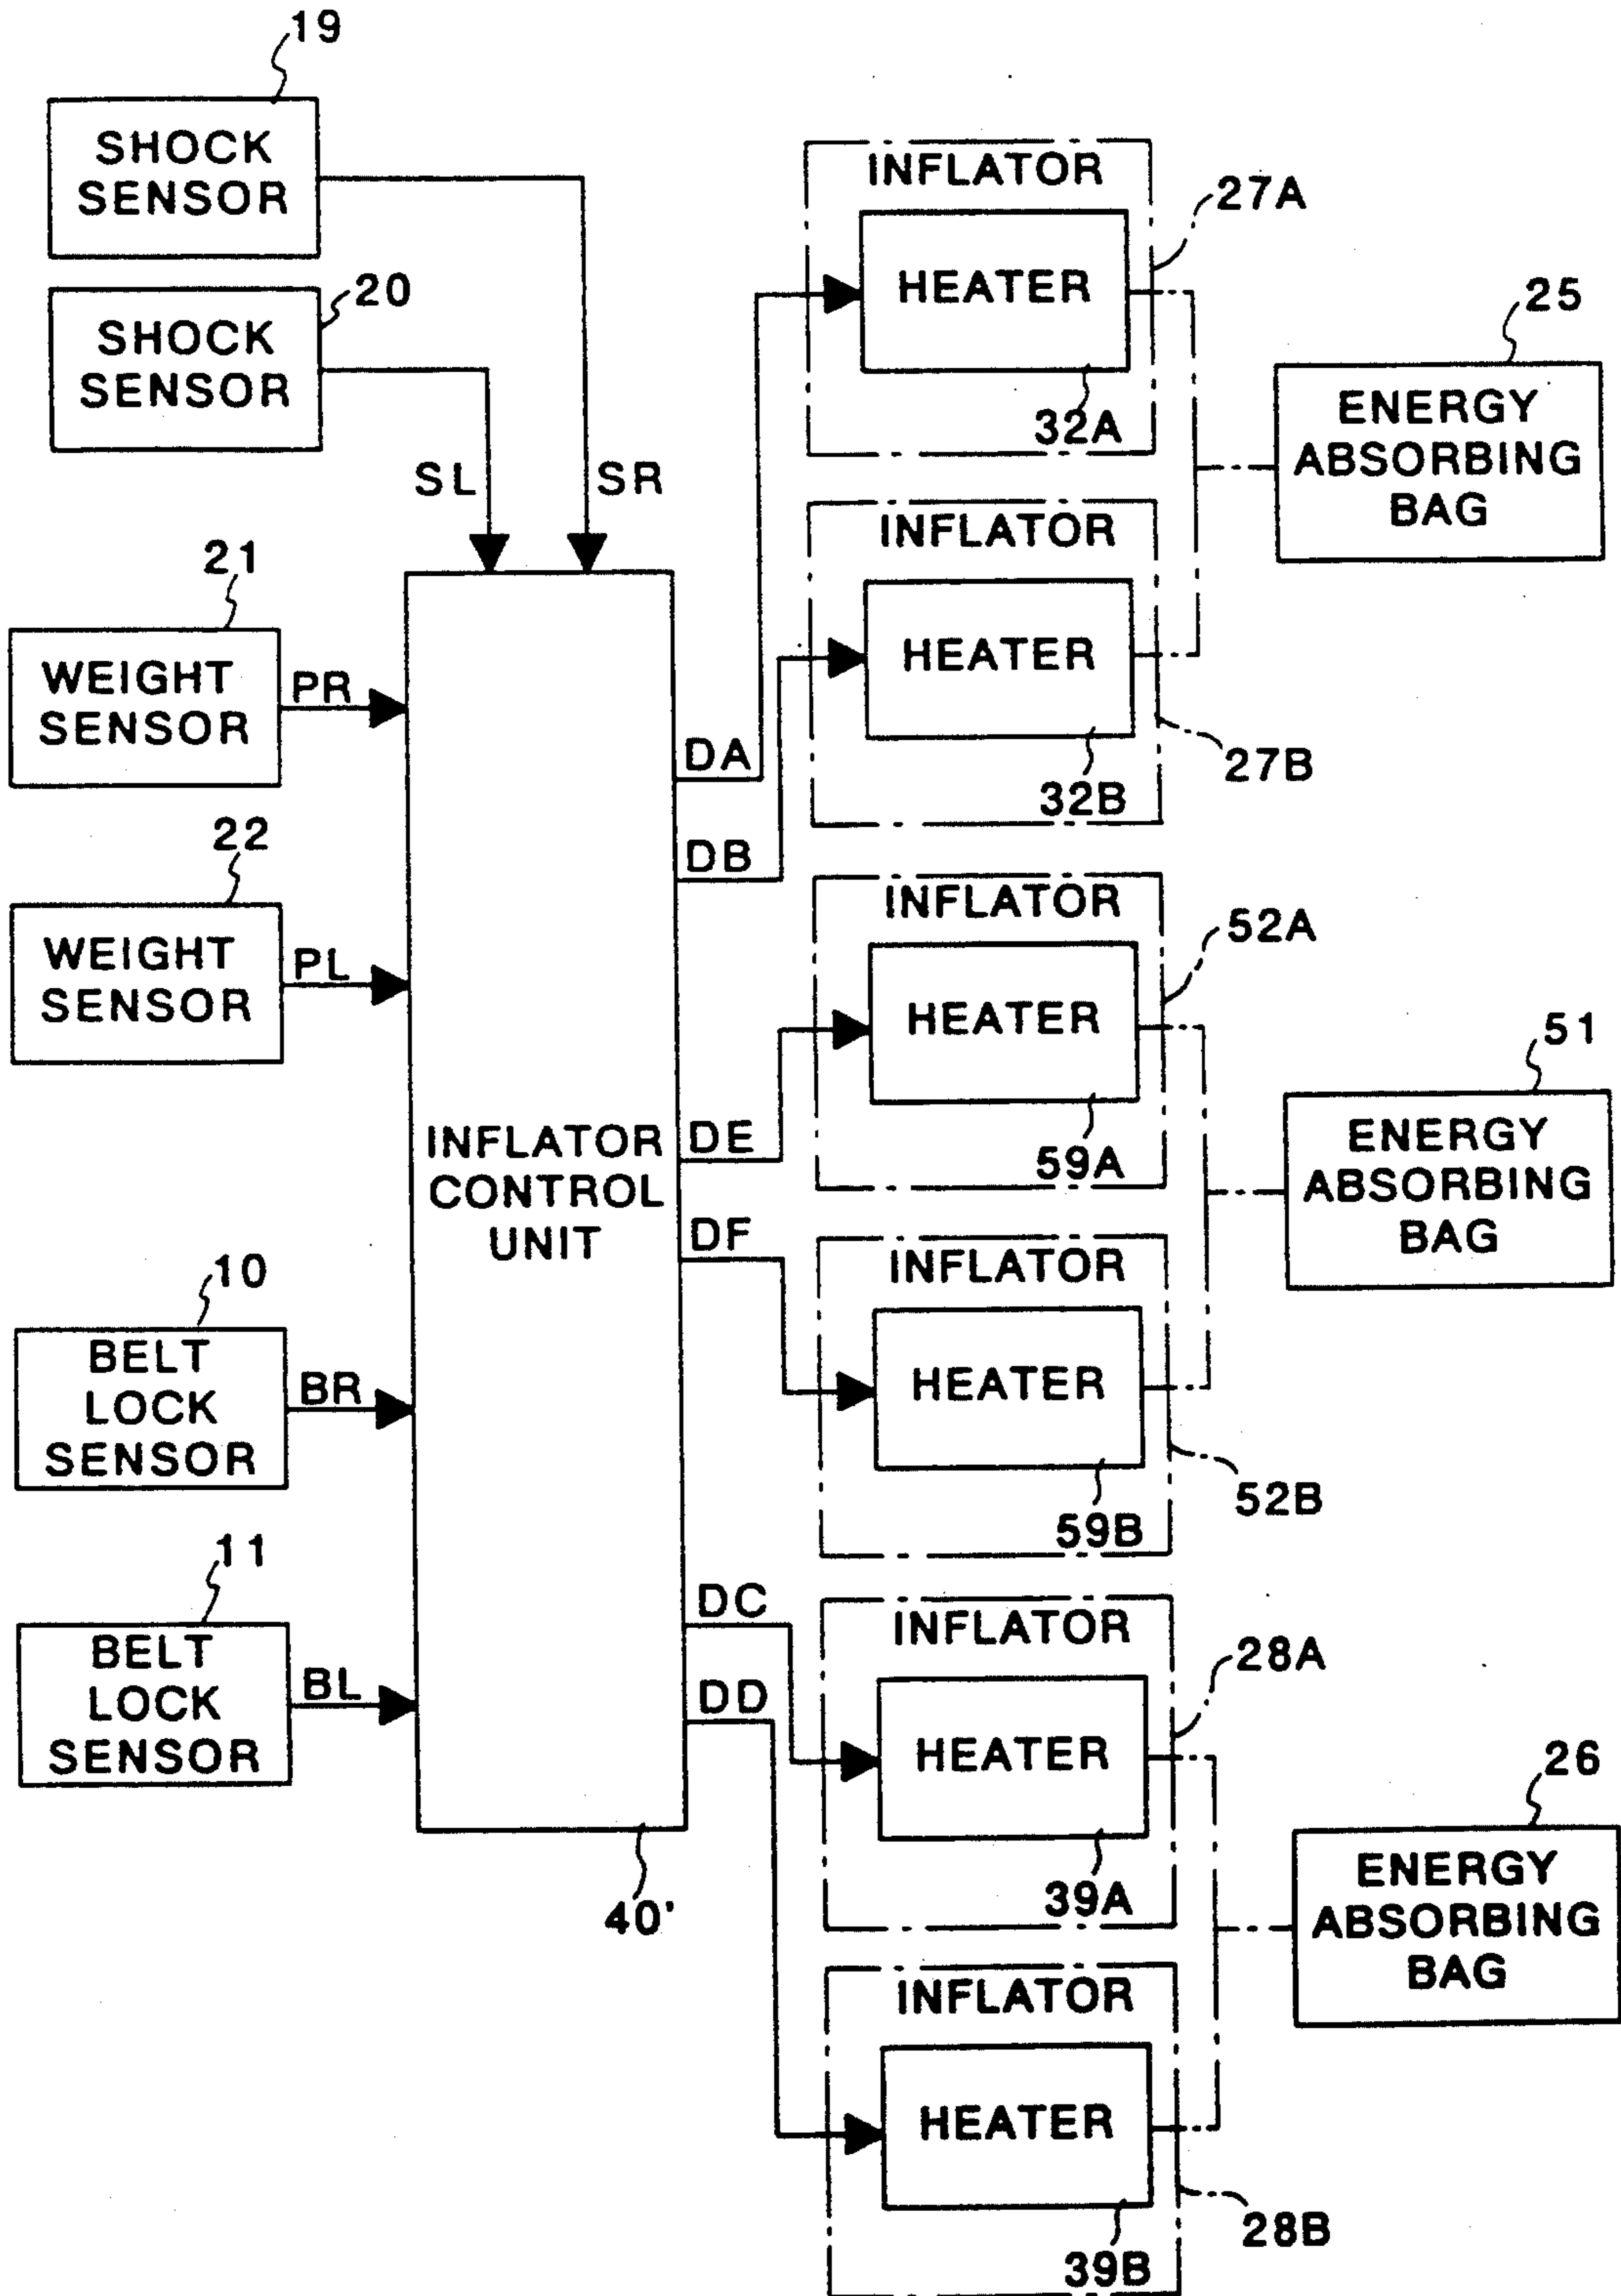 19
SHOCK
SENSOR
20
SHOCK
SENSOR
SL
SR
21
WEIGHT
SENSOR
PR
22
WEIGHT
SENSOR
PL
10
BELT
LOCK
SENSOR
BR
11
BELT
LOCK
SENSOR
BL
INFLATOR
CONTROL
UNIT
40'
DA
DB
DE
DF
DC
DD
INFLATOR
HEATER
27A
32A
INFLATOR
HEATER
27B
32B
25
ENERGY
ABSORBING
BAG
INFLATOR
52A
HEATER
59A
INFLATOR
HEATER
52B
59B
51
ENERGY
ABSORBING
BAG
INFLATOR
28A
HEATER
39A
INFLATOR
HEATER
28B
39B
26
ENERGY
ABSORBING
BAG